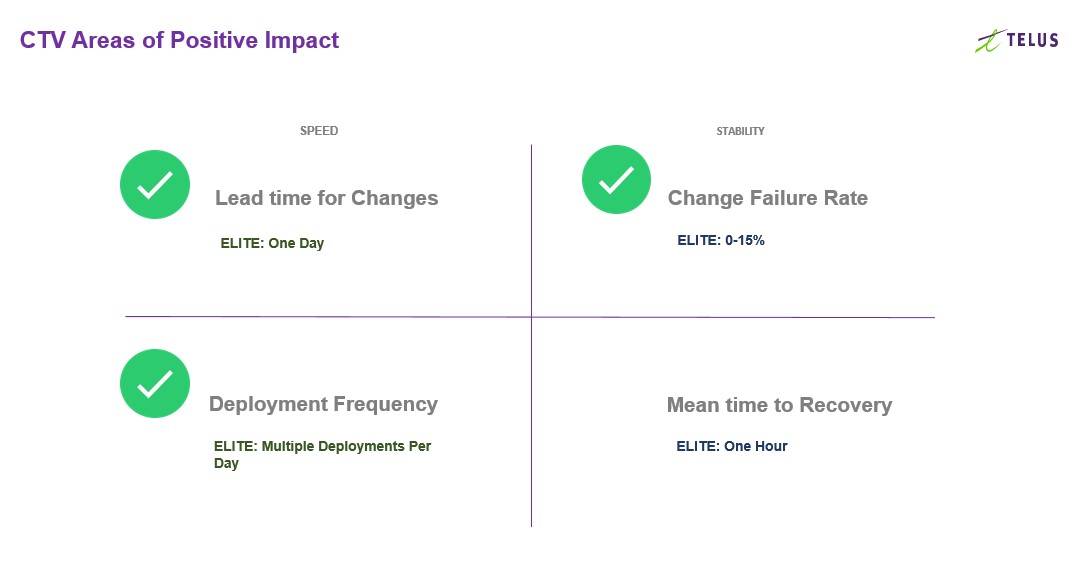 CTV Areas of Positive Impact
TELUS
SPEED
STABILITY
Lead time for Changes
ELITE: One Day
Change Failure Rate
ELITE: 0-15%
Deployment Frequency
ELITE: Multiple Deployments Per
Day
Mean time to Recovery
ELITE: One Hour